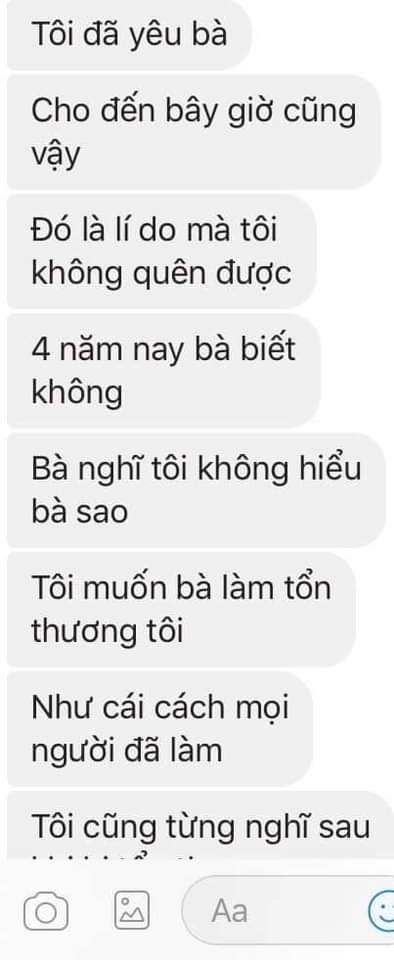 Tôi đã yêu bà
Cho đến bây giờ cũng
vậy
Đó là lí do mà tôi
không quên được
4 năm nay bà biết
không
Bà nghĩ tôi không hiểu
bà sao
Tôi muốn bà làm tổn
thương tôi
Như cái cách mọi
người đã làm
Tôi cũng từng nghĩ sau
Aa